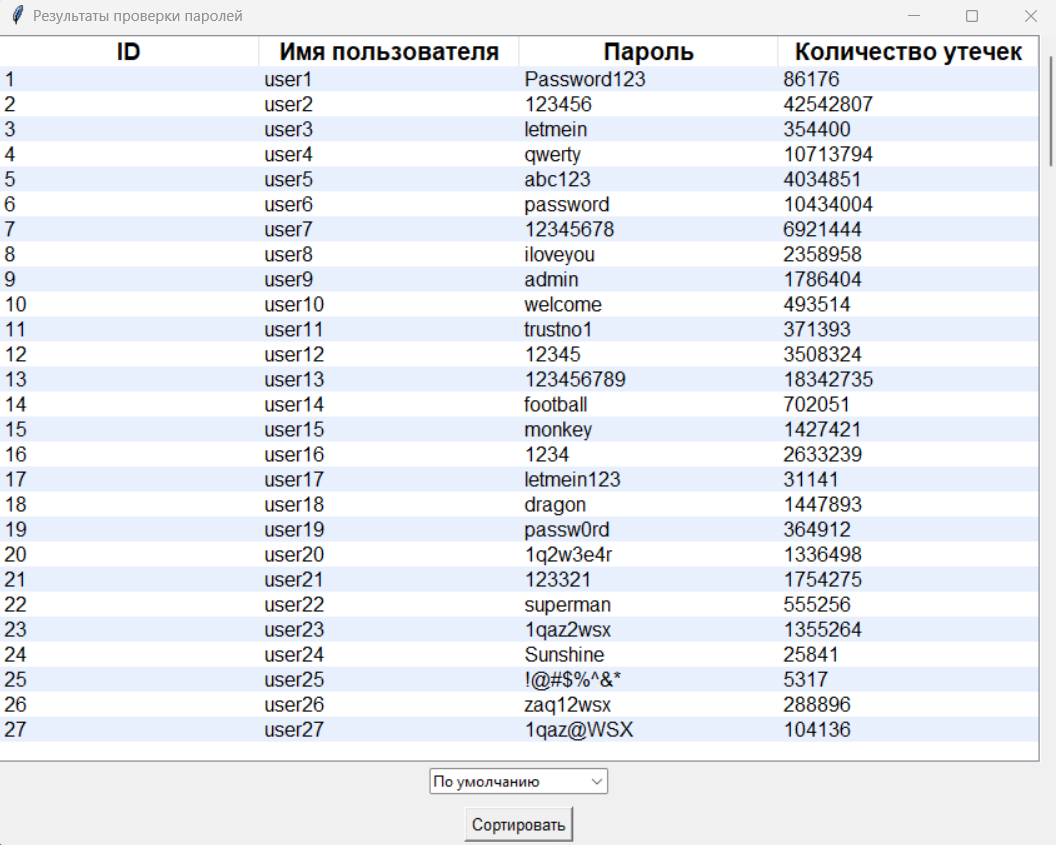 Результаты проверки паролей
ID Имя пользователя Пароль Количество утечек
1 user1 Password123 86176
2 user2 123456 42542807
3 user3 letmein 354400
4 user4 qwerty 10713794
5 user5 abc123 4034851
6 user6 password 10434004
7 user7 12345678 6921444
8 user8 iloveyou 2358958
9 user9 admin 1786404
10 user10 welcome 493514
11 user11 trustno1 371393
12 user12 12345 3508324
13 user13 123456789 18342735
14 user14 football 702051
15 user15 monkey 1427421
16 user16 1234 2633239
17 user17 letmein123 31141
18 user18 dragon 1447893
19 user19 passw0rd 364912
20 user20 1q2w3e4r 1336498
21 user21 123321 1754275
22 user22 superman 555256
23 user23 1qaz2wsx 1355264
24 user24 Sunshine 25841
25 user25 !@#$%^&* 5317
26 user26 zaq12wsx 288896
27 user27 1qaz@WSX 104136
По умолчанию
Сортировать